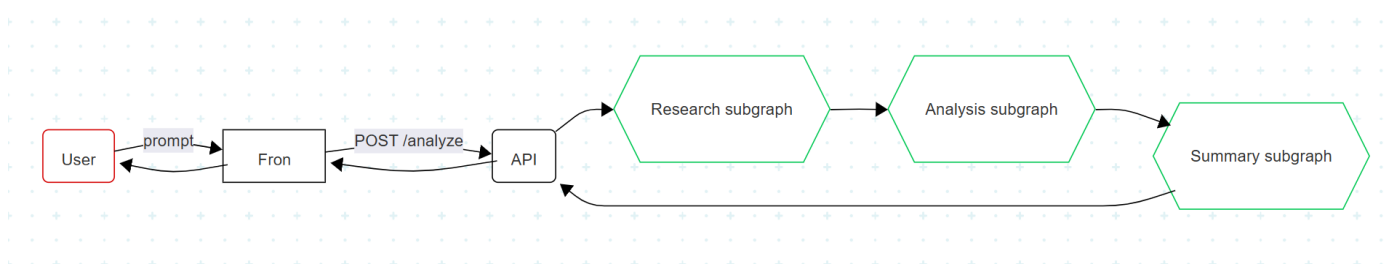 User
prompt
Fron
POST /analyze
API
Research subgraph
Analysis subgraph
Summary subgraph